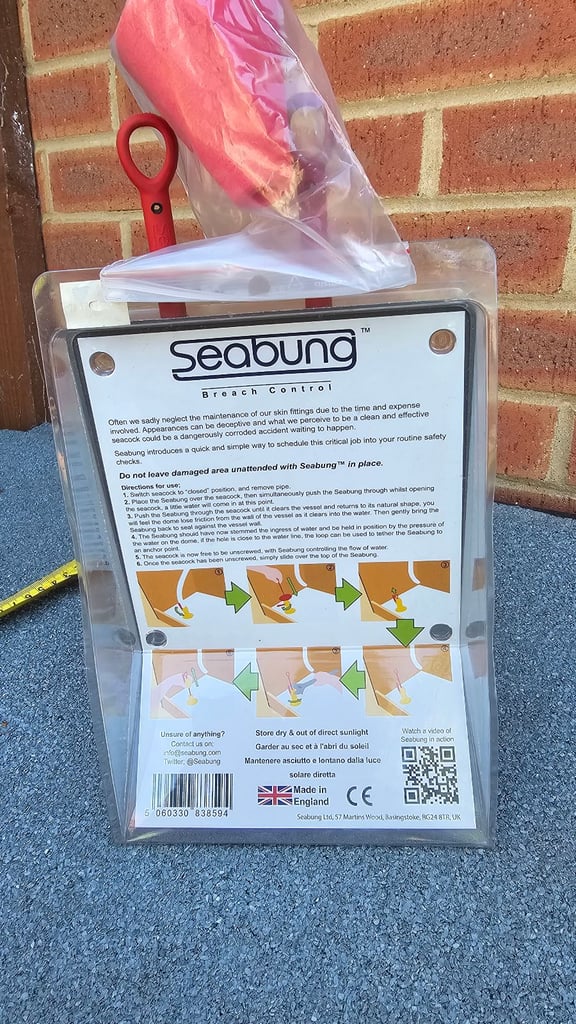 Seabung™
Breach Control
Often we sadly neglect the maintenance of our skin fittings due to the time and expense
involved. Appearances can be deceptive and what we perceive to be a clean and effective
seacock could be a dangerously corroded accident waiting to happen.
Seabung introduces a quick and simple way to schedule this critical job into your routine safety
checks.
Do not leave damaged area unattended with Seabung™ in place.
Directions for use:
1. Switch seacock to "closed" position, and remove pipe.
2. Place the Seabung over the seacock, then simultaneously push the Seabung through whilst opening
the seacock, a little water will come in at this point.
3. Push the Seabung through the seacock until it clears the vessel and returns to its natural shape, you
will feel the dome lose friction from the wall of the vessel as it clears into the water. Then gently bring the
Seabung back to seal against the vessel wall.
4. The Seabung should have now stemmed the ingress of water and be held in position by the pressure of
the water on the dome, if the hole is close to the water line, the loop can be used to tether the Seabung to
an anchor point.
5. The seacock is now free to be unscrewed, with Seabung controlling the flow of water.
6. Once the seacock has been unscrewed, simply slide over the top of the Seabung.
1 2 3
Unsure of anything?
Contact us on:
info@seabung.com
Twitter: @Seabung
Store dry & out of direct sunlight
Garder au sec et à l'abri du soleil
Mantenere asciutto e lontano dalla luce
solare diretta
Watch a video of
Seabung in action
Made in
England
CE
5 060330 838594
Seabung Ltd, 57 Martins Wood, Basingstoke, RG24 8TR, UK